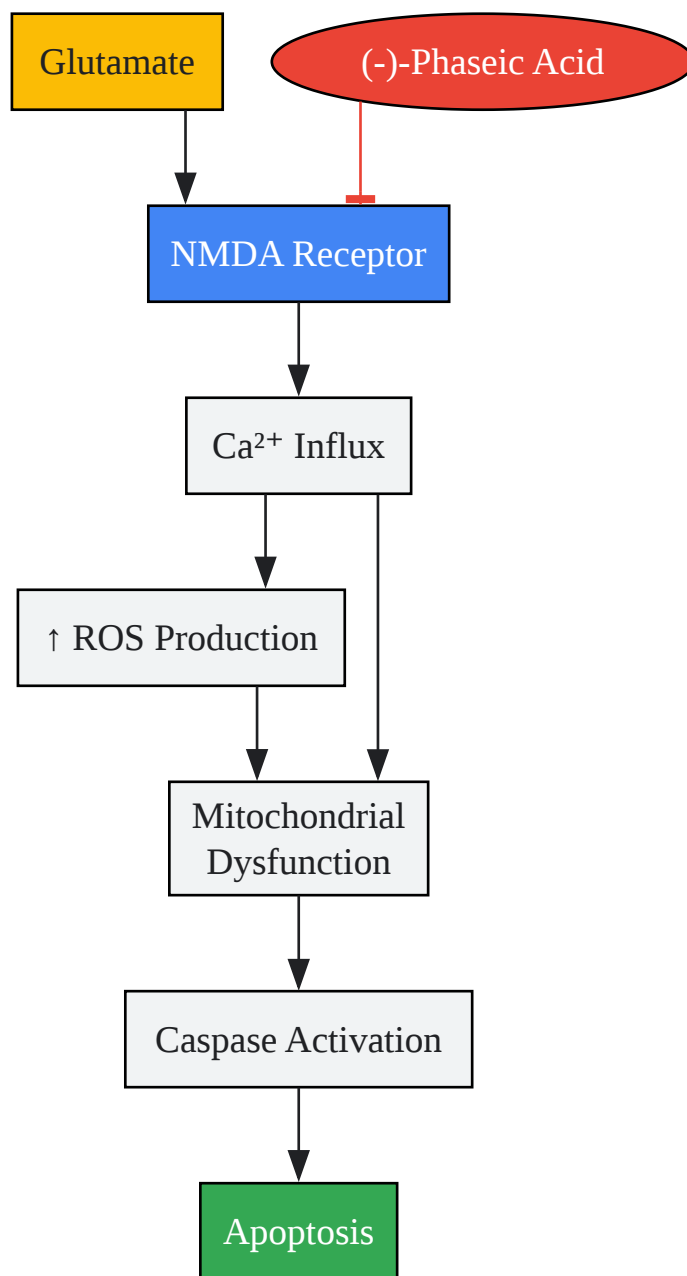 Glutamate
(-)-Phaseic Acid
NMDA Receptor
Ca²⁺ Influx
↑ ROS Production
Mitochondrial
Dysfunction
Caspase Activation
Apoptosis